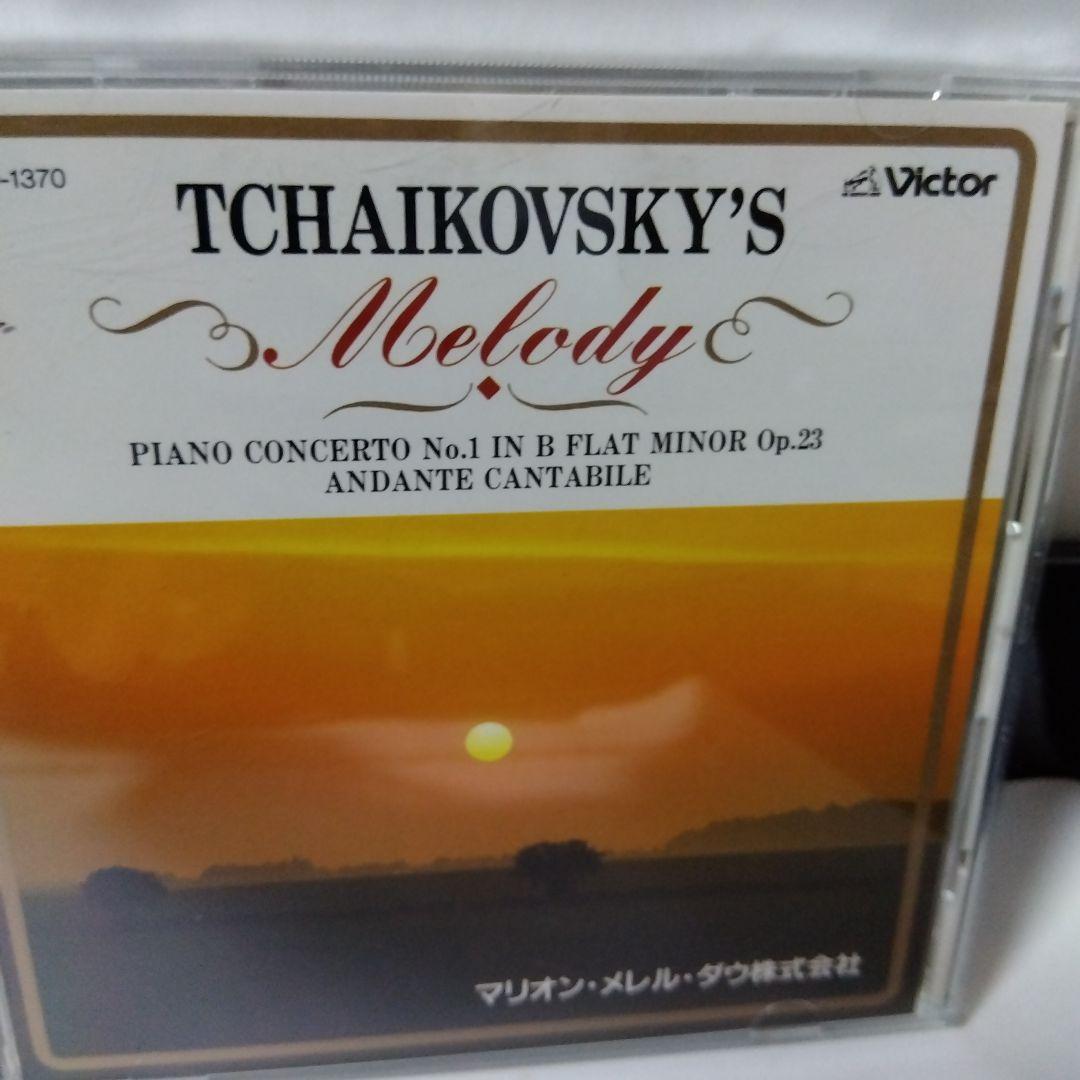 -1370
Victor
TCHAIKOVSKY'S
Melody
PIANO CONCERTO No.1 IN B FLAT MINOR Op.23
ANDANTE CANTABILE
マリオン・メレル・ダウ株式会社